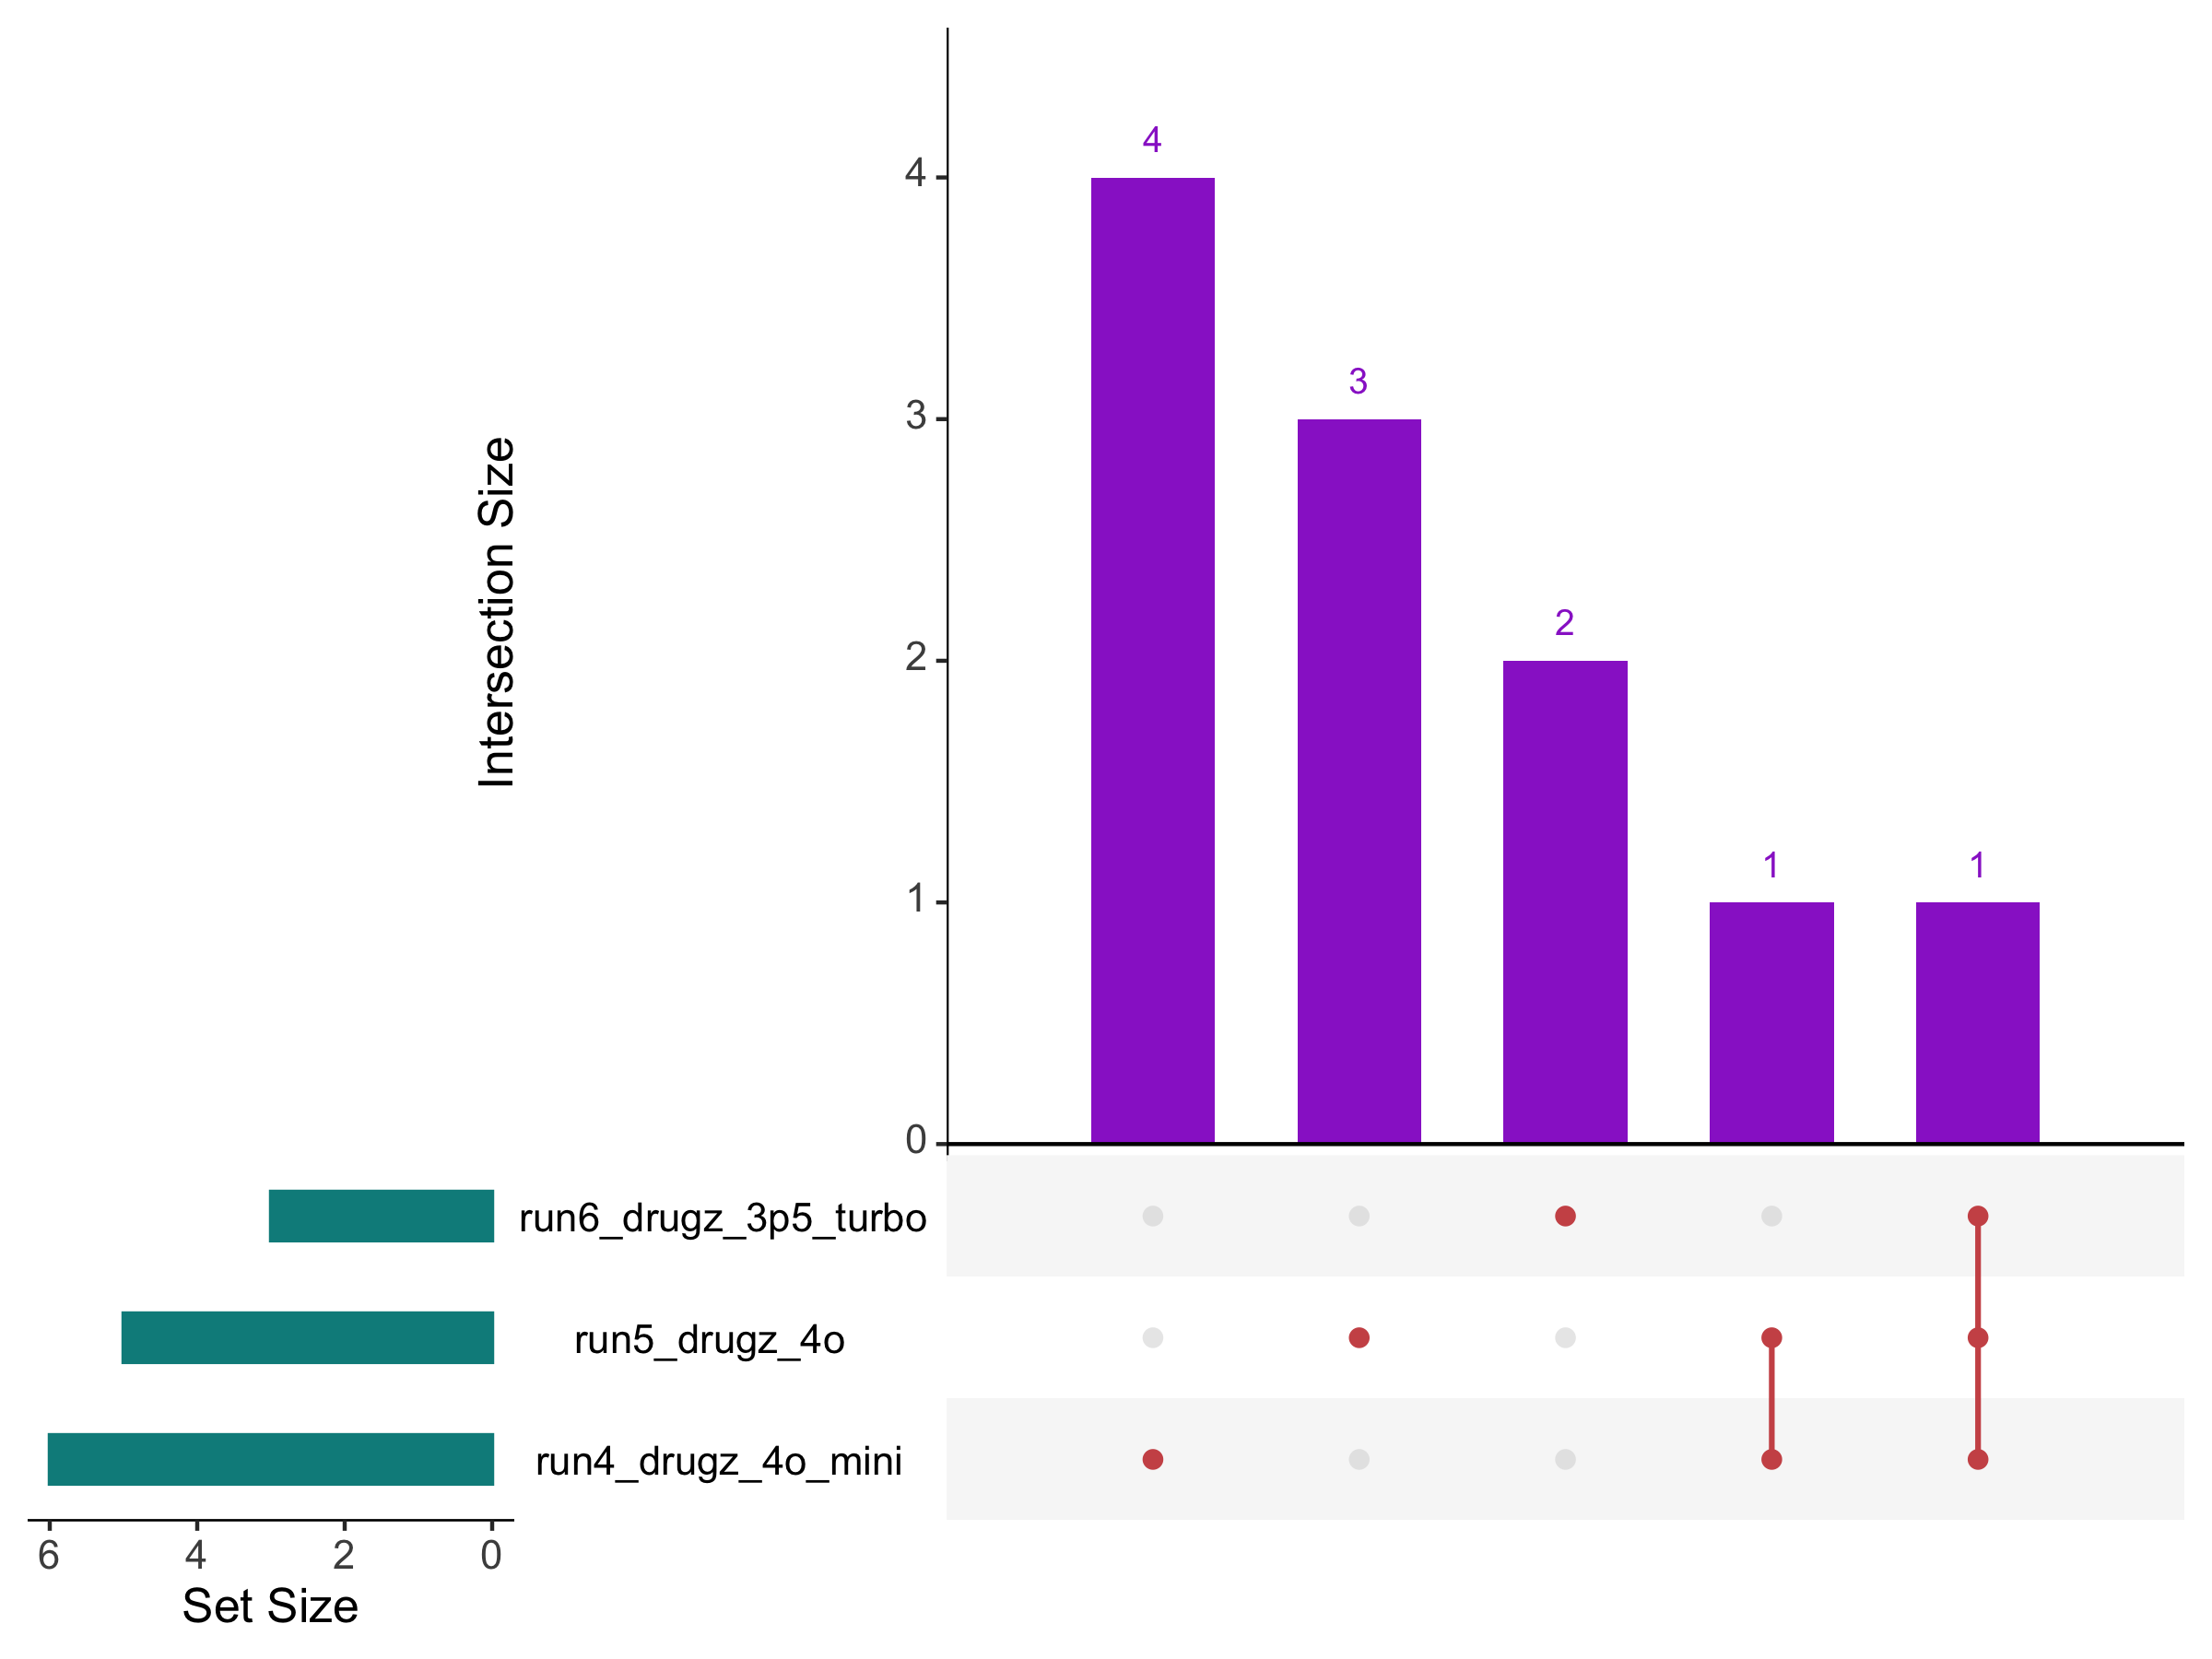 4
3
2
1
1
4
3
2
1
0
Intersection Size
run6_drugz_3p5_turbo
run5_drugz_4o
run4_drugz_4o_mini
6 4 2 0
Set Size